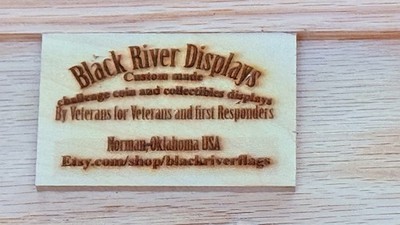 Black River Displays
Custom made
challenge coin and collectibles displays
By Veterans for Veterans and first Responders
Norman, Oklahoma USA
Etsy.com/shop/blackriverflags